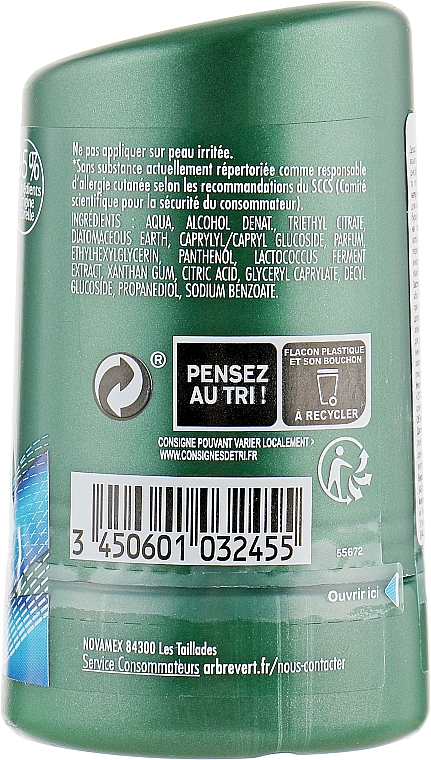 5%
Ne pas appliquer sur peau irritée.
*Sans substance actuellement répertoriée comme responsable
d'allergie cutanée selon les recommandations du SCCS (Comité
scientifique pour la sécurité du consommateur).
INGRÉDIENTS : AQUA, ALCOHOL DENAT., TRIETHYL CITRATE,
DIATOMACEOUS EARTH, CAPRYLYL/CAPRYL GLUCOSIDE, PARFUM,
ETHYLHEXYLGLYCERIN, PANTHENOL, LACTOCOCCUS FERMENT
EXTRACT, XANTHAN GUM, CITRIC ACID, GLYCERYL CAPRYLATE, DECYL
GLUCOSIDE, PROPANEDIOL, SODIUM BENZOATE.
®
PENSEZ
AU TRI !
FLACON PLASTIQUE
ET SON BOUCHON
À RECYCLER
CONSIGNE POUVANT VARIER LOCALEMENT >
WWW.CONSIGNESDETRI.FR
3 450601 032455
55672
Ouvrir ici
NOVAMEX 84300 Les Taillades
Service Consommateurs arbrevert.fr/nous-contacter